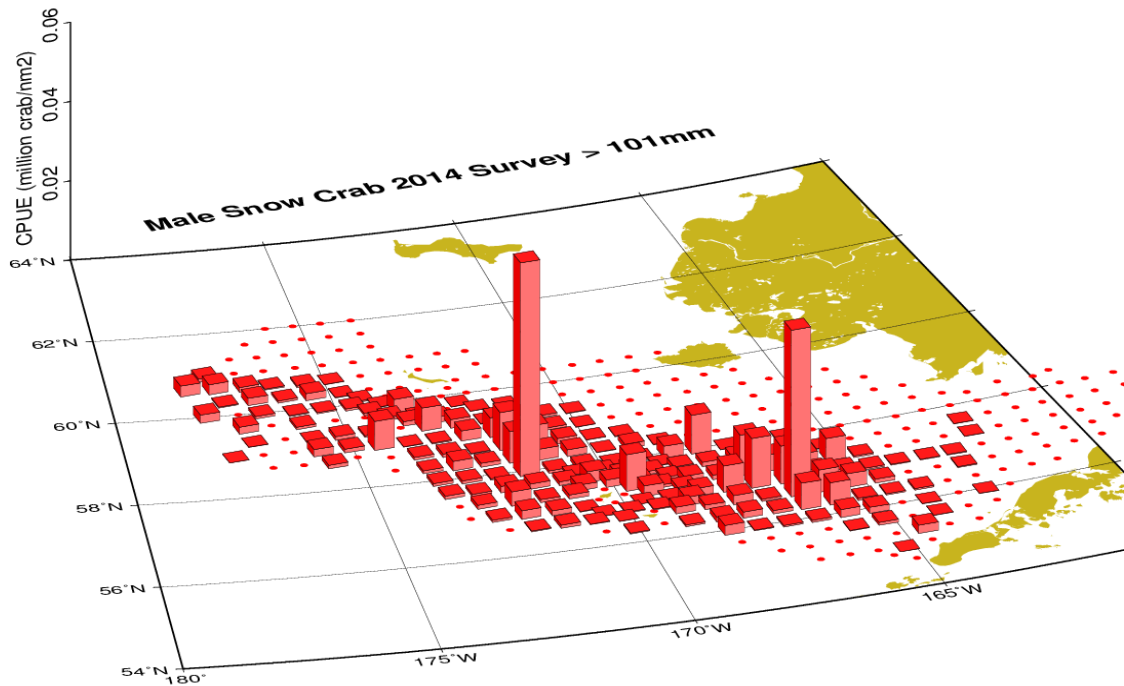 0.06
0.04
0.02
CPUE (million crab/nm2)
Male Snow Crab 2014 Survey > 101mm
64˚N
62˚N
60˚N
58˚N
56˚N
54˚N
180˚
175˚W
170˚W
165˚W